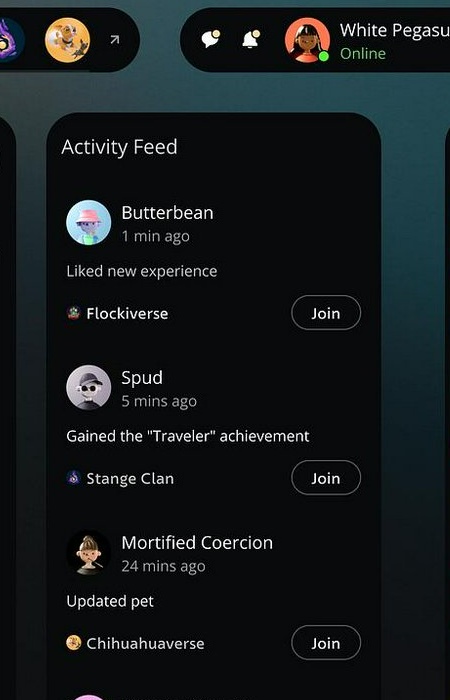 White Pegasu
Online
Activity Feed
Butterbean
1 min ago
Liked new experience
Flockiverse
Join
Spud
5 mins ago
Gained the "Traveler" achievement
Stange Clan
Join
Mortified Coercion
24 mins ago
Updated pet
Chihuahuaverse
Join